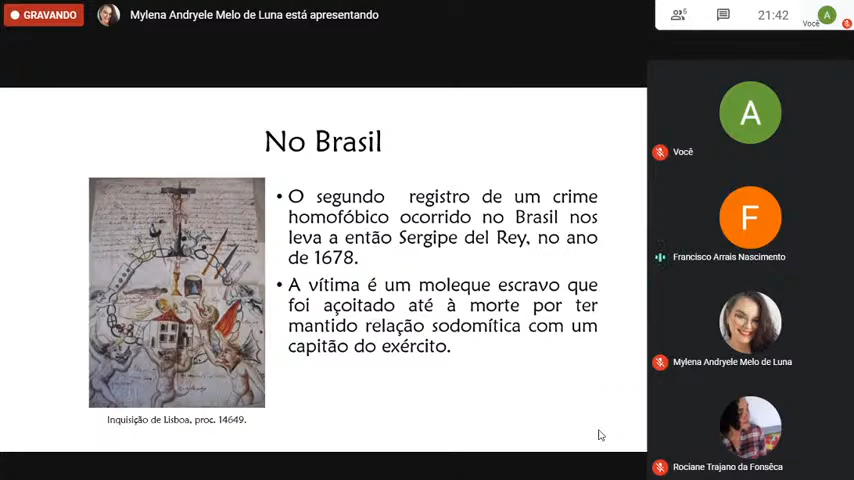 GRAVANDO
Mylena Andryele Melo de Luna está apresentando
6
21:42
Você
A
No Brasil
• O segundo registro de um crime
homofóbico ocorrido no Brasil nos
leva a então Sergipe del Rey, no ano
de 1678.
• A vítima é um moleque escravo que
foi açoitado até à morte por ter
mantido relação sodomítica com um
capitão do exército.
Inquisição de Lisboa, proc. 14649.
A
Você
F
Francisco Arrais Nascimento
Mylena Andryele Melo de Luna
Rociane Trajano da Fonsêca